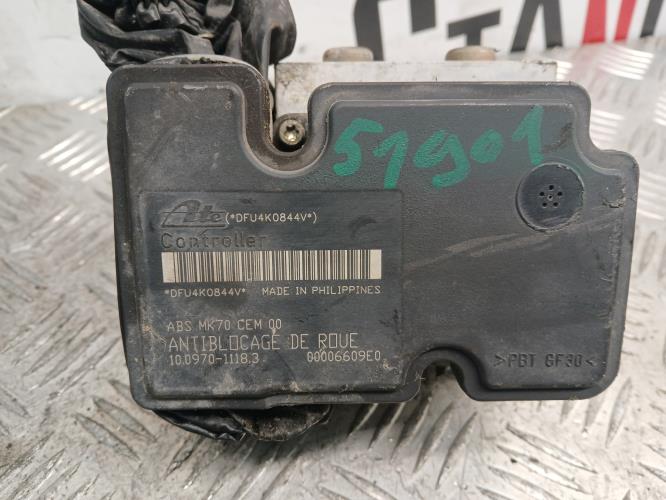 51901
Ate (*DFU4K0844V*)
Controller
*DFU4K0844V* MADE IN PHILIPPINES
ABS MK70 CEM 00
ANTIBLOCAGE DE ROUE
10.0970-1118.3 00006609E0
>PBT GF30<